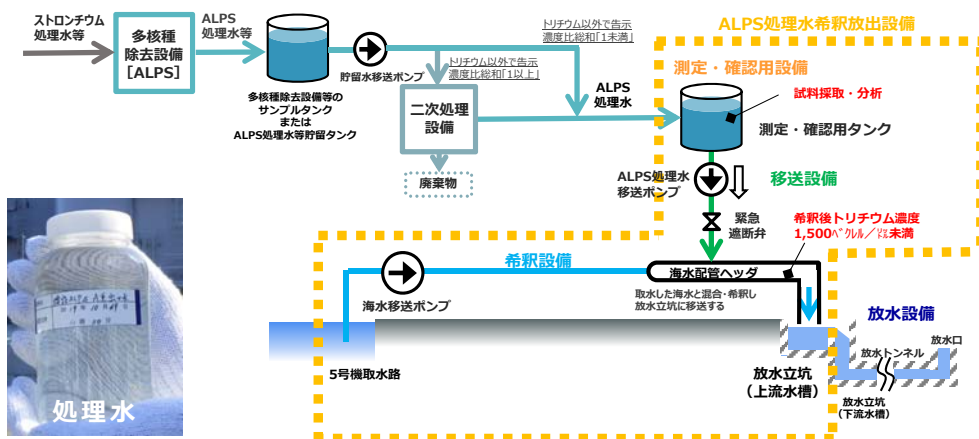 ストロンチウム
処理水等
多核種
除去設備
[ALPS]
ALPS
処理水等
多核種除去設備等の
サンプルタンク
または
ALPS処理水等貯留タンク
貯留水移送ポンプ
トリチウム以外で告示
濃度比総和「1未満」
トリチウム以外で告示
濃度比総和「1以上」
二次処理
設備
廃棄物
ALPS
処理水
ALPS処理水希釈放出設備
測定・確認用設備
試料採取・分析
測定・確認用タンク
ALPS処理水
移送ポンプ
移送設備
緊急
遮断弁
希釈後トリチウム濃度
1,500ベクレル/リットル未満
希釈設備
海水移送ポンプ
海水配管ヘッダ
取水した海水と混合・希釈し
放水立坑に移送する
5号機取水路
放水設備
放水口
放水トンネル
放水立坑
(上流水槽)
放水立坑
(下流水槽)
処理水